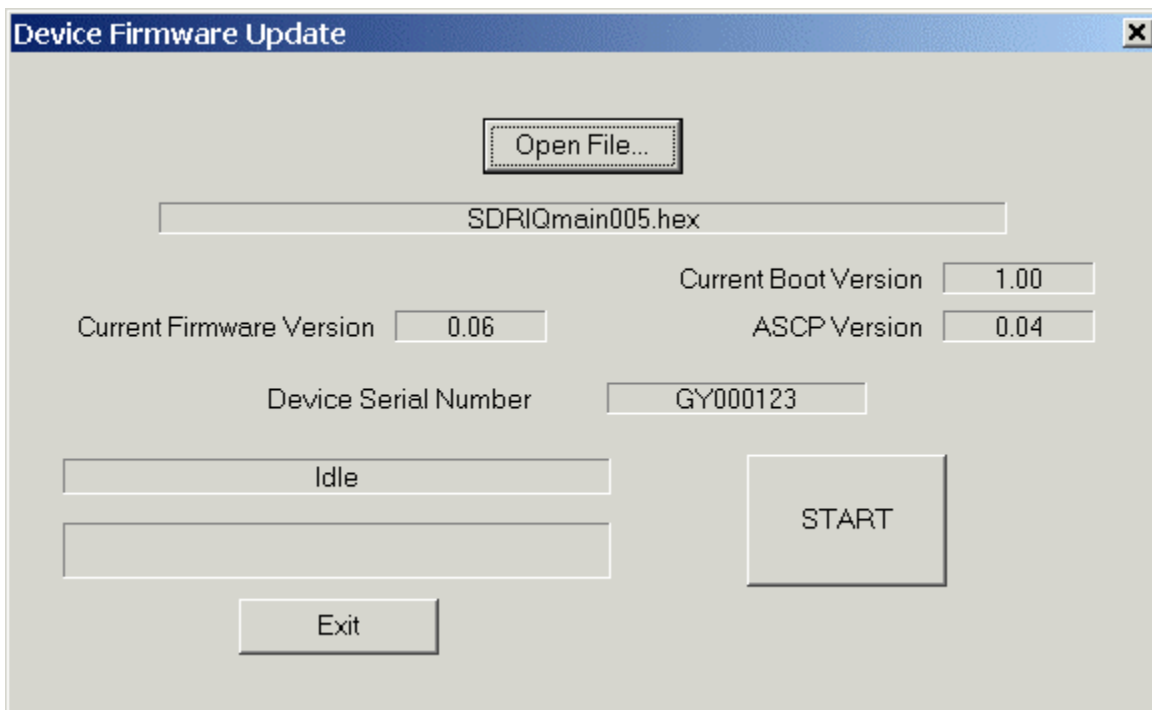 Device Firmware Update
Open File...
SDRIQmain005.hex
Current Boot Version 1.00
Current Firmware Version 0.06 ASCP Version 0.04
Device Serial Number GY000123
Idle
START
Exit